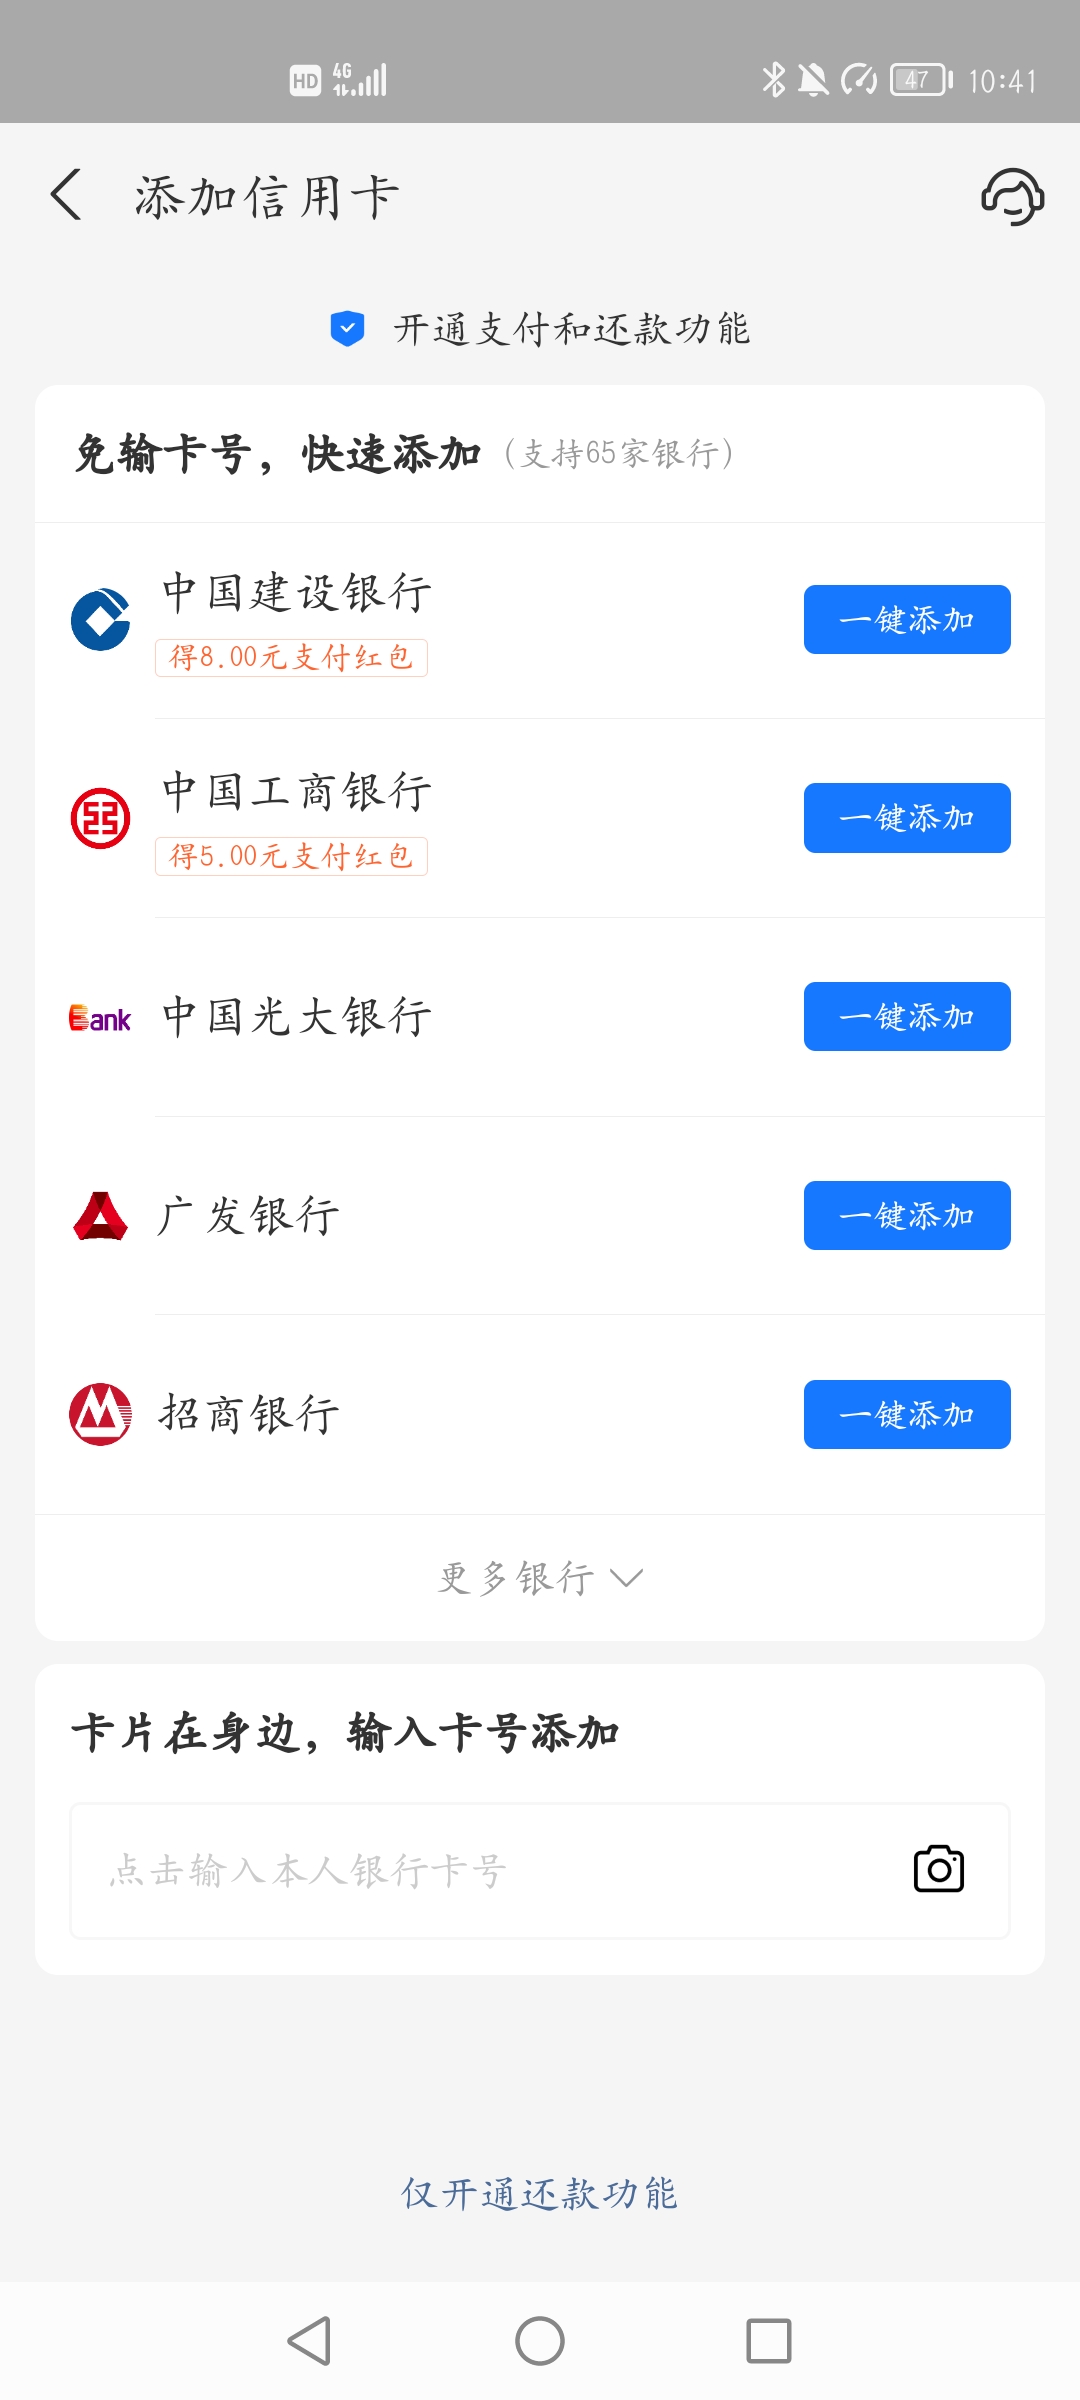 HD 4G 47 10:41
添加信用卡
开通支付和还款功能
免输卡号，快速添加（支持65家银行）
中国建设银行
得8.00元支付红包
一键添加
中国工商银行
得5.00元支付红包
一键添加
Bank 中国光大银行
一键添加
广发银行
一键添加
招商银行
一键添加
更多银行
卡片在身边，输入卡号添加
点击输入本人银行卡号
仅开通还款功能